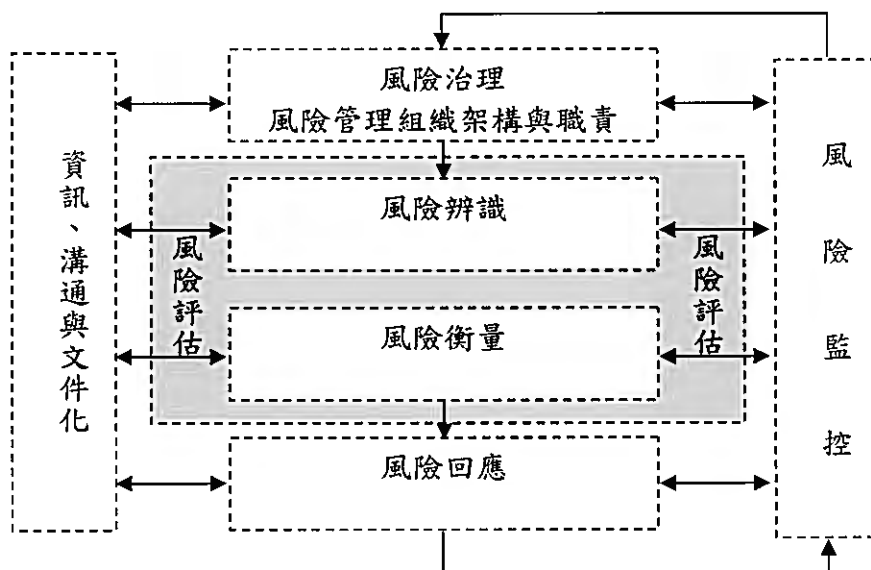 風險治理
風險管理組織架構與職責
資訊、溝通與文件化
風險評估
風險辨識
風險衡量
風險評估
風險回應
風險監控